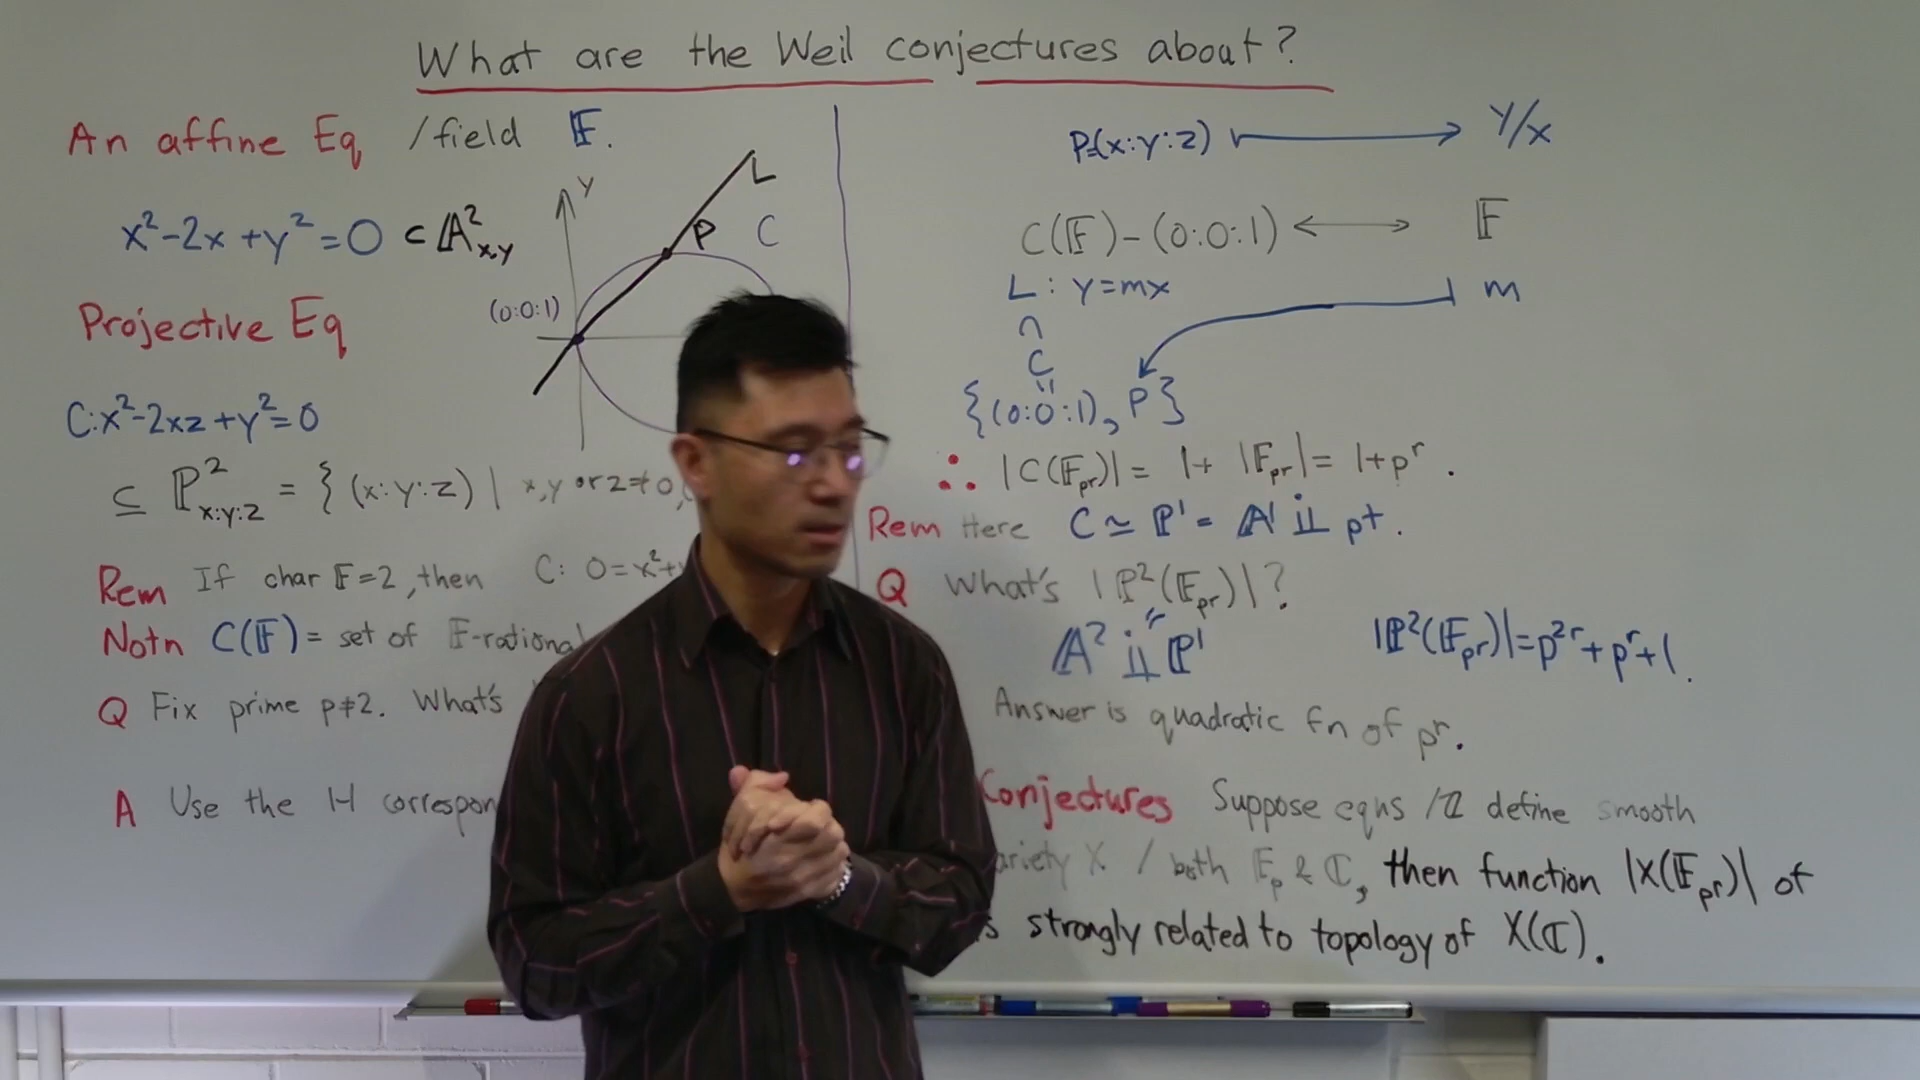 What are the Weil conjectures about?
An affine Eq /field 𝔽.
x²-2x+y²=0 ⊂ 𝔸²x,y
Projective Eq
C: x²-2xz+y²=0
⊆ ℙ²x:y:z = { (x:y:z) | x,y or z≠0,
Rem If char 𝔽=2, then C: 0=x²+
Notn C(𝔽) = set of 𝔽-rational
Q Fix prime p≠2. What's
A Use the 1-1
y
L
P
C
(0:0:1)
P=(x:y:z) ↦ y/x
C(𝔽)-(0:0:1) ↔ 𝔽
L: y=mx
m
∩
C
=
{(0:0:1), P}
∴ |C(𝔽pʳ)| = 1+ |𝔽pʳ| = 1+pʳ.
Rem Here C ≃ ℙ¹ = 𝔸¹ ⨿ pt.
Q What's |ℙ²(𝔽pʳ)|?
𝔸² ⨿ ℙ¹
|ℙ²(𝔽pʳ)|=p²ʳ+pʳ+1.
Answer is quadratic fn of pʳ.
Conjectures Suppose eqns /ℤ define smooth
X / both 𝔽p & ℂ, then function |X(𝔽pʳ)| of
strongly related to topology of X(ℂ).